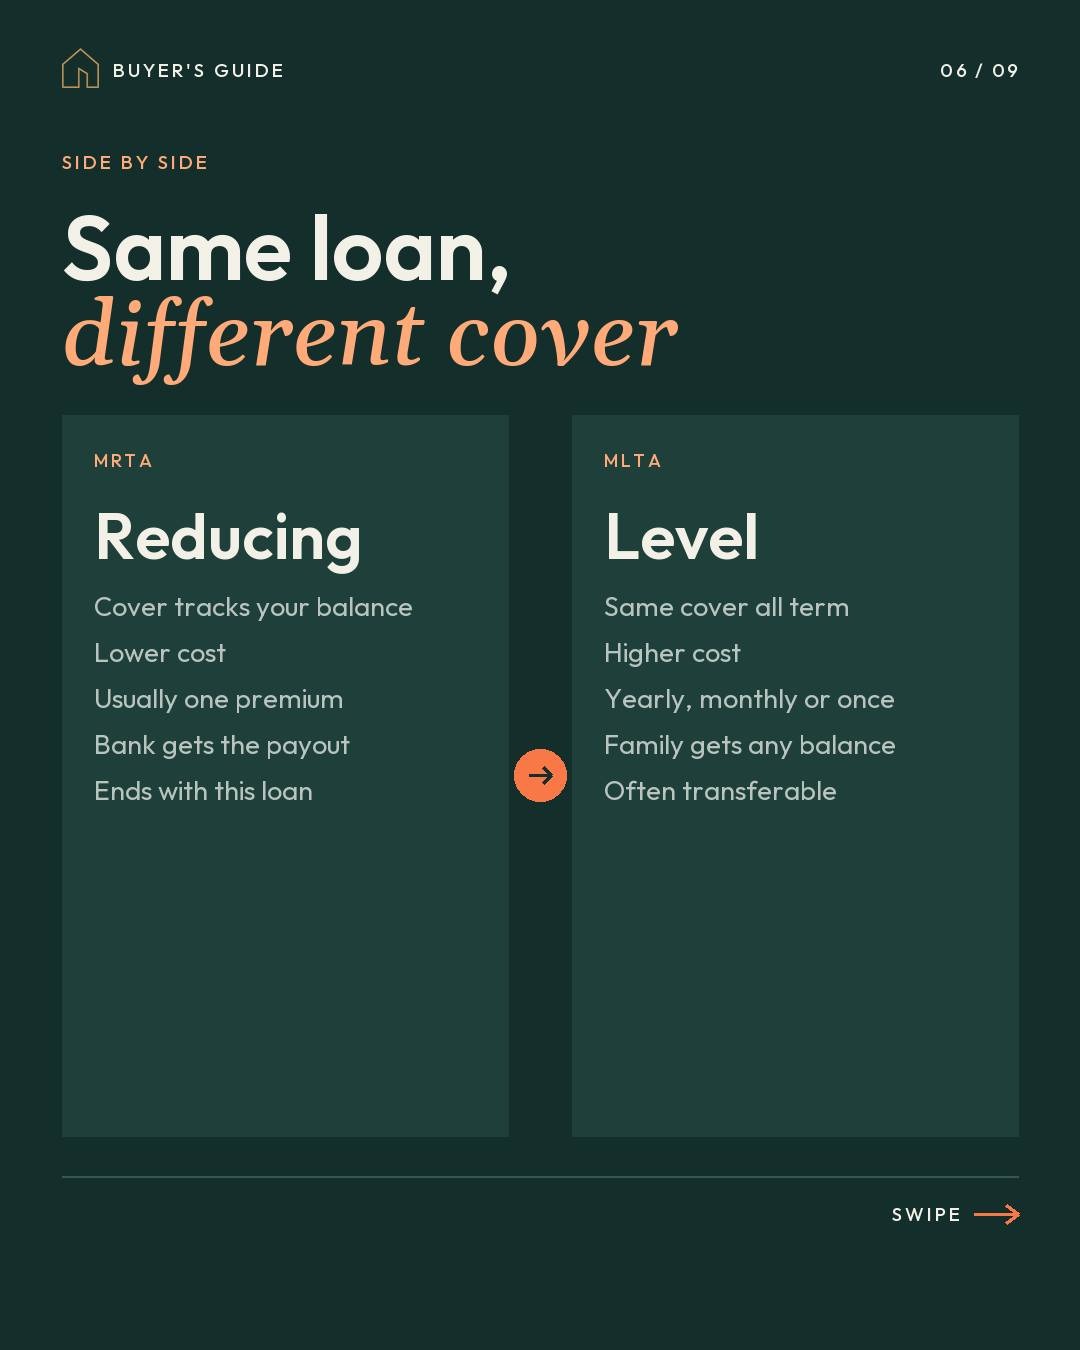 BUYER'S GUIDE
06 / 09
SIDE BY SIDE
Same loan,
different cover
MRTA
Reducing
Cover tracks your balance
Lower cost
Usually one premium
Bank gets the payout
Ends with this loan
MLTA
Level
Same cover all term
Higher cost
Yearly, monthly or once
Family gets any balance
Often transferable
SWIPE